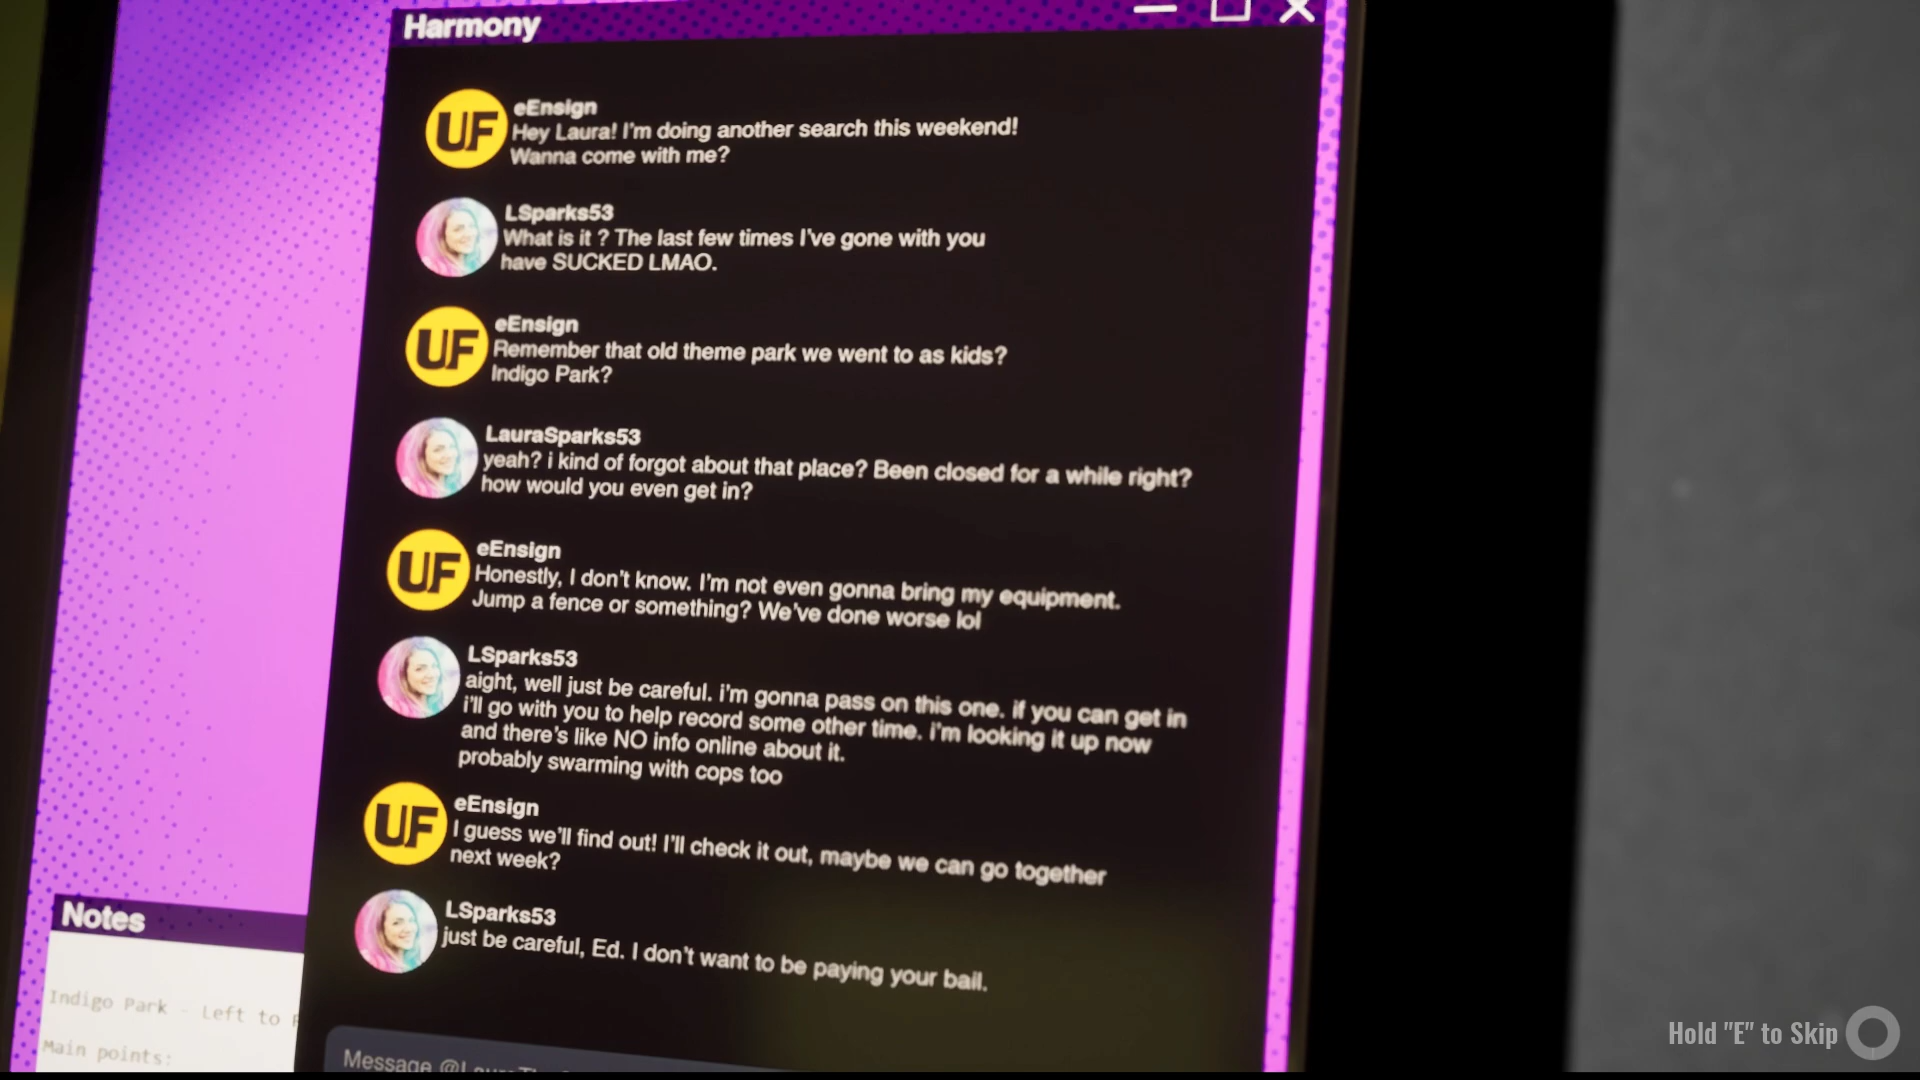 Harmony
UF
eEnsign
Hey Laura! I'm doing another search this weekend!
Wanna come with me?
LSparks53
What is it ? The last few times I've gone with you
have SUCKED LMAO.
UF
eEnsign
Remember that old theme park we went to as kids?
Indigo Park?
LauraSparks53
yeah? i kind of forgot about that place? Been closed for a while right?
how would you even get in?
UF
eEnsign
Honestly, I don't know. I'm not even gonna bring my equipment.
Jump a fence or something? We've done worse lol
LSparks53
aight, well just be careful. i'm gonna pass on this one. if you can get in
i'll go with you to help record some other time. i'm looking it up now
and there's like NO info online about it.
probably swarming with cops too
UF
eEnsign
I guess we'll find out! I'll check it out, maybe we can go together
next week?
LSparks53
just be careful, Ed. I don't want to be paying your bail.
Notes
Indigo Park - Left to
Main points:
Message
Hold "E" to Skip